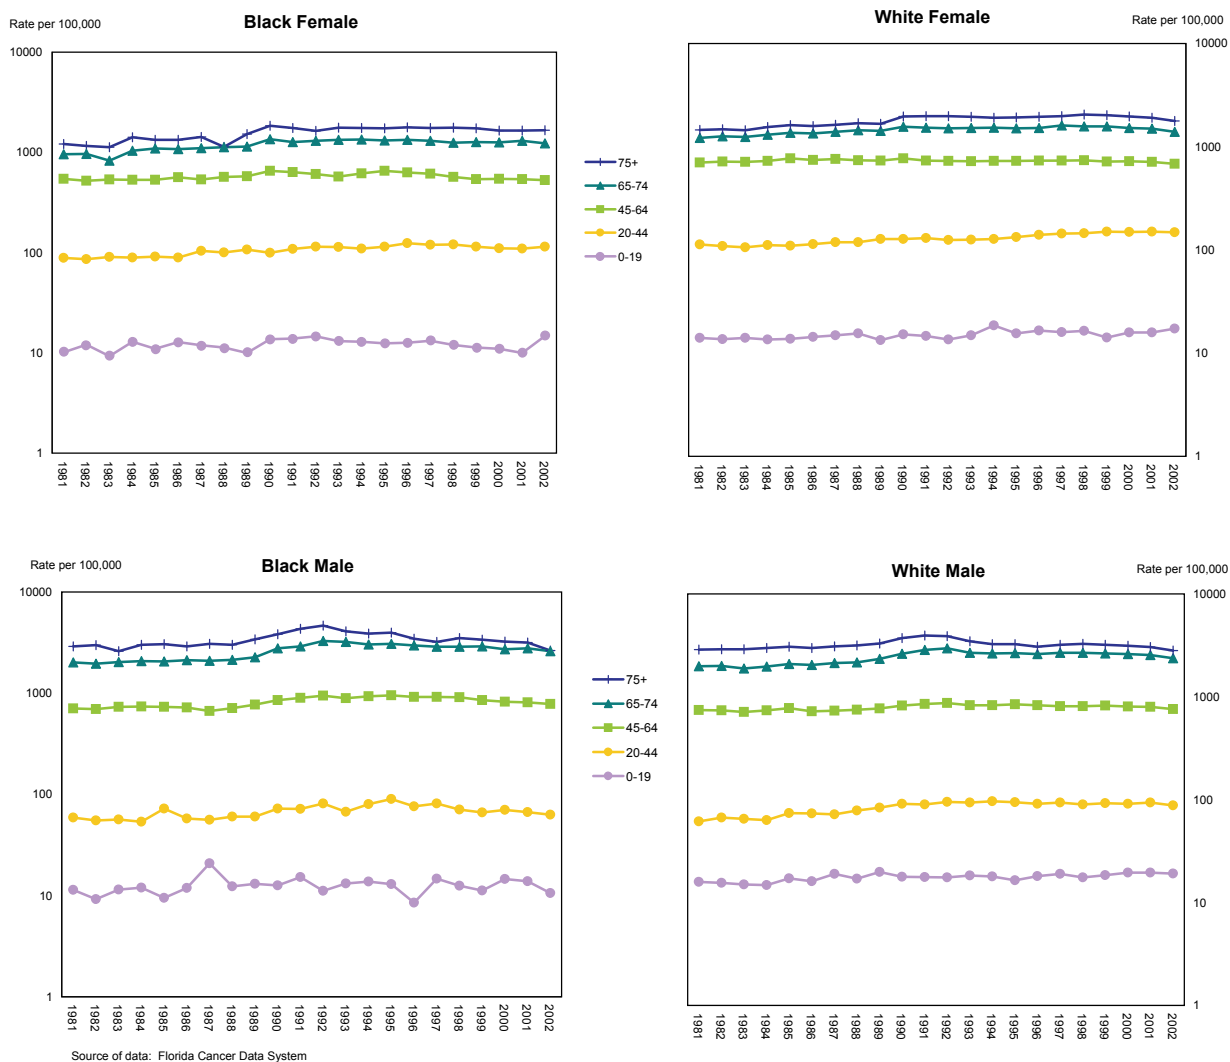 Black Female
Rate per 100,000
10000
1000
100
10
1
1981 1982 1983 1984 1985 1986 1987 1988 1989 1990 1991 1992 1993 1994 1995 1996 1997 1998 1999 2000 2001 2002
75+
65-74
45-64
20-44
0-19
White Female
Rate per 100,000
10000
1000
100
10
1
1981 1982 1983 1984 1985 1986 1987 1988 1989 1990 1991 1992 1993 1994 1995 1996 1997 1998 1999 2000 2001 2002
Black Male
Rate per 100,000
10000
1000
100
10
1
1981 1982 1983 1984 1985 1986 1987 1988 1989 1990 1991 1992 1993 1994 1995 1996 1997 1998 1999 2000 2001 2002
75+
65-74
45-64
20-44
0-19
White Male
Rate per 100,000
10000
1000
100
10
1
1981 1982 1983 1984 1985 1986 1987 1988 1989 1990 1991 1992 1993 1994 1995 1996 1997 1998 1999 2000 2001 2002
Source of data: Florida Cancer Data System